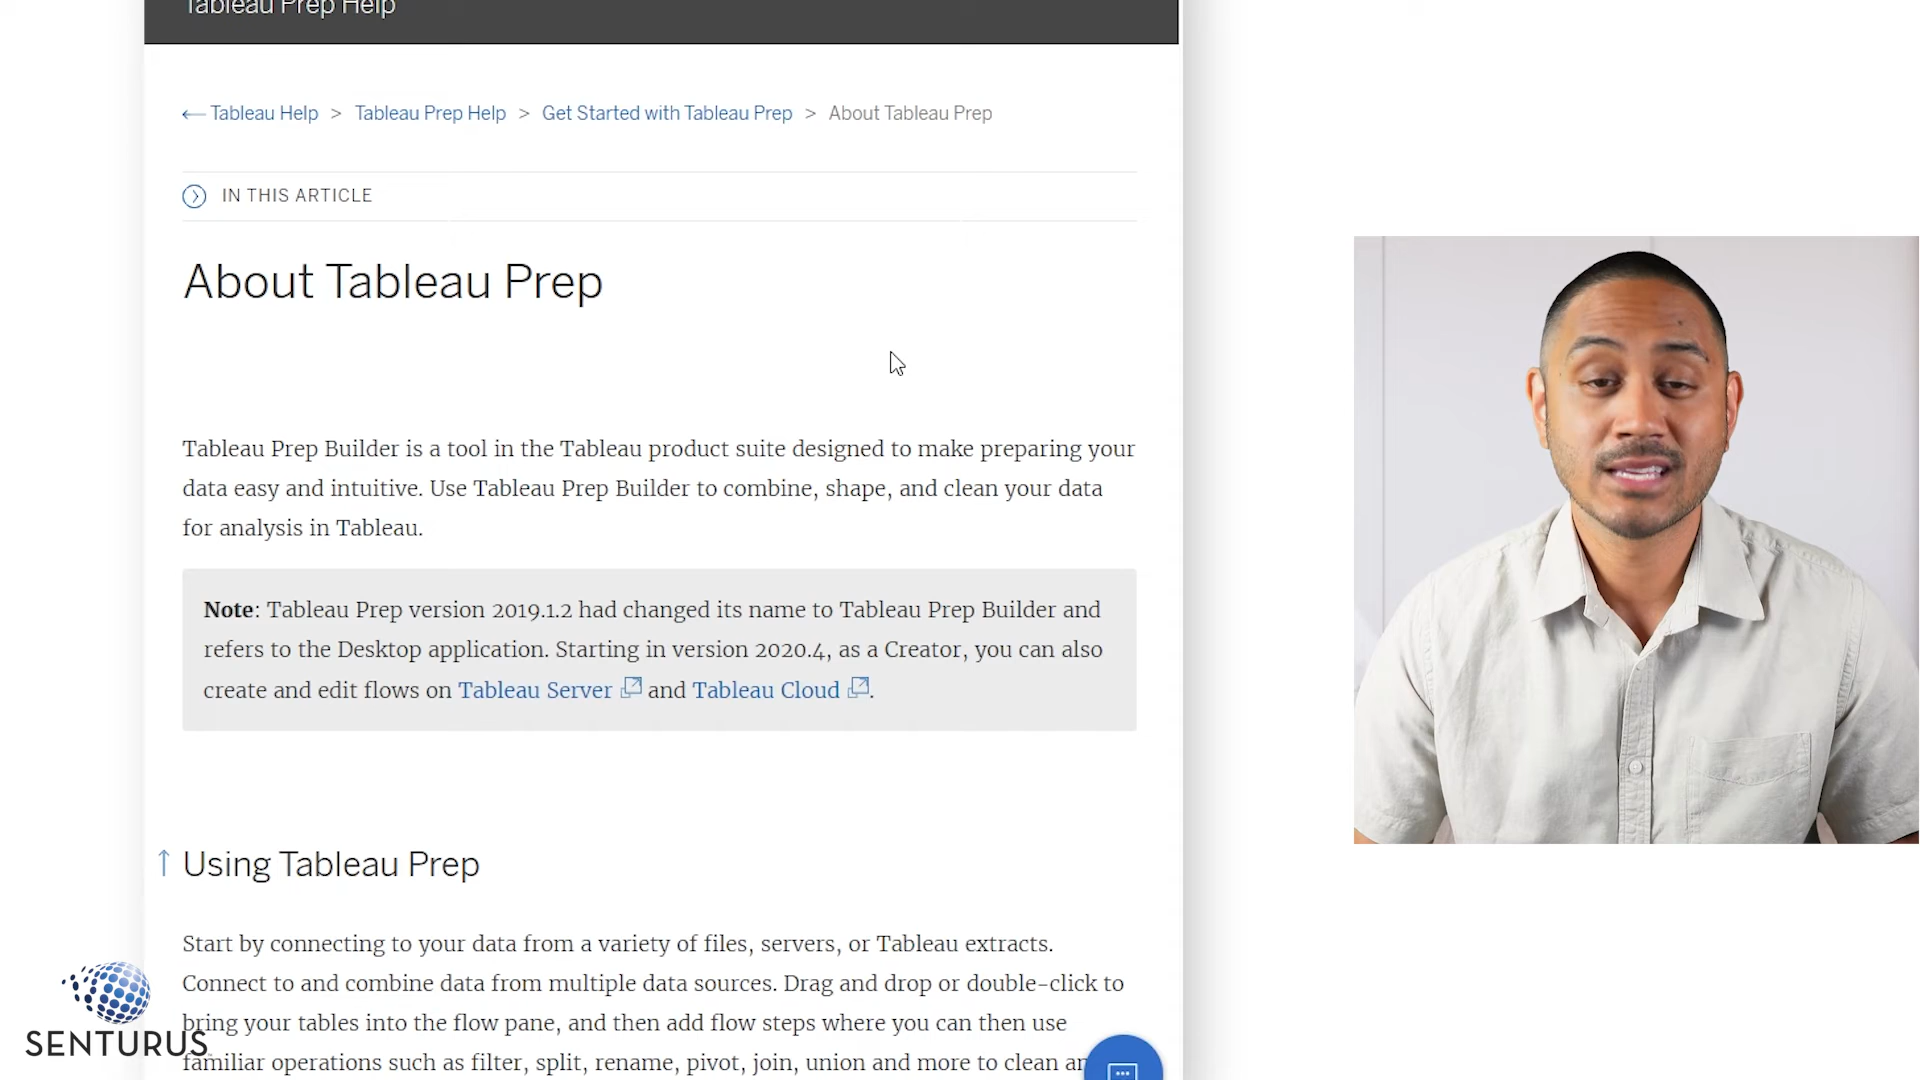 Tableau Prep Help
Tableau Help > Tableau Prep Help > Get Started with Tableau Prep > About Tableau Prep
IN THIS ARTICLE
About Tableau Prep
Tableau Prep Builder is a tool in the Tableau product suite designed to make preparing your
data easy and intuitive. Use Tableau Prep Builder to combine, shape, and clean your data
for analysis in Tableau.
Note: Tableau Prep version 2019.1.2 had changed its name to Tableau Prep Builder and
refers to the Desktop application. Starting in version 2020.4, as a Creator, you can also
create and edit flows on Tableau Server and Tableau Cloud.
Using Tableau Prep
Start by connecting to your data from a variety of files, servers, or Tableau extracts.
Connect to and combine data from multiple data sources. Drag and drop or double-click to
bring your tables into the flow pane, and then add flow steps where you can then use
familiar operations such as filter, split, rename, pivot, join, union and more to clean
SENTURUS